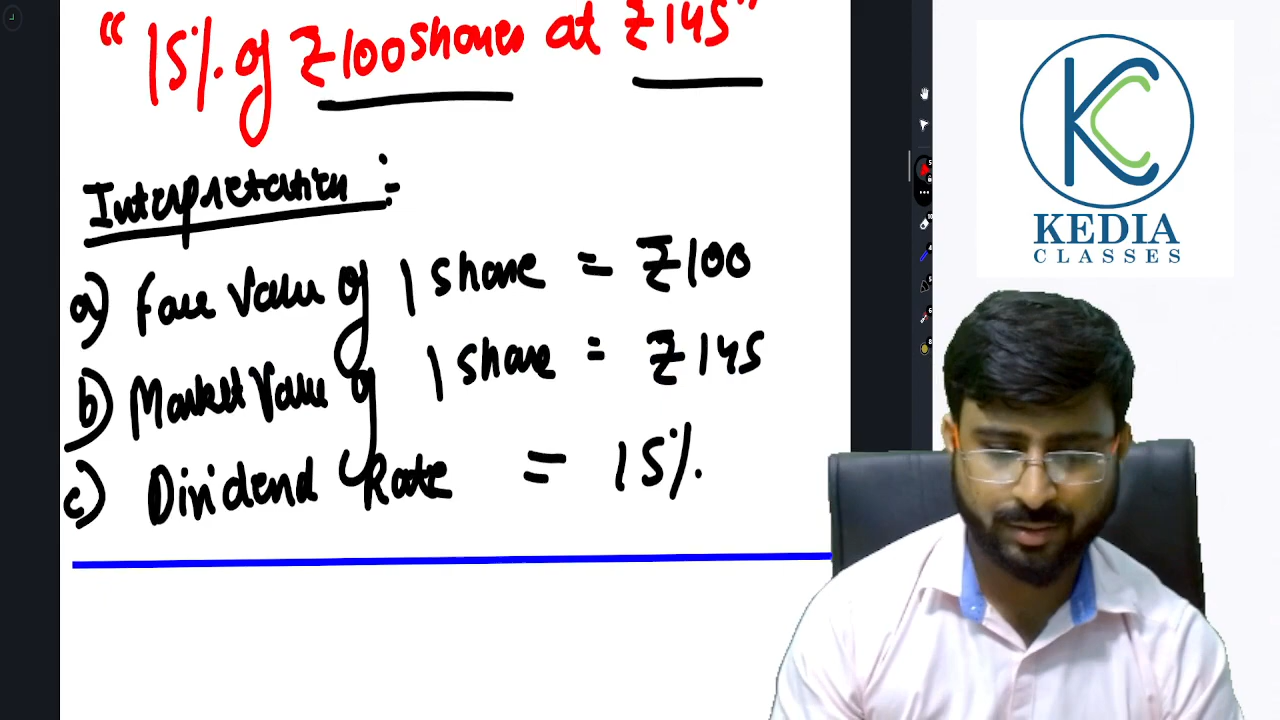 "15% of ₹100 shares at ₹145"
Interpretation :-
a) Face Value of 1 share = ₹100
b) Market Value of 1 share = ₹145
c) Dividend Rate = 15%
KC
KEDIA
CLASSES